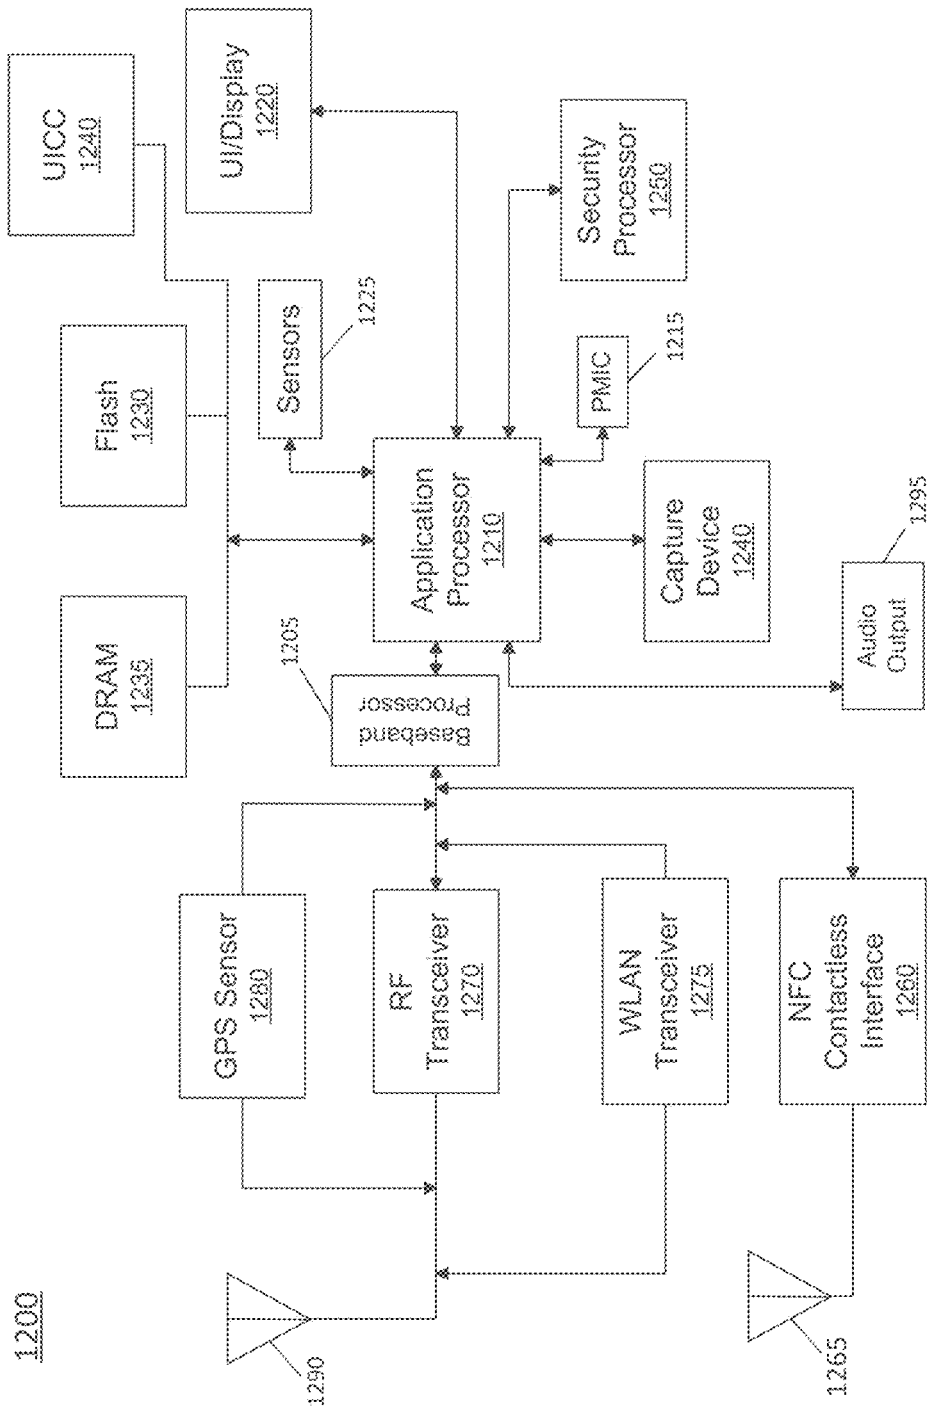 1200
UICC
1240
DRAM
1235
Flash
1230
UI/Display
1220
GPS Sensor
1280
Sensors
1225
1290
1205
RF
Transceiver
1270
Baseband
Processor
Application
Processor
1210
Security
Processor
1250
PMIC
1215
WLAN
Transceiver
1275
Capture
Device
1240
1265
NFC
Contactless
Interface
1260
Audio
Output
1295